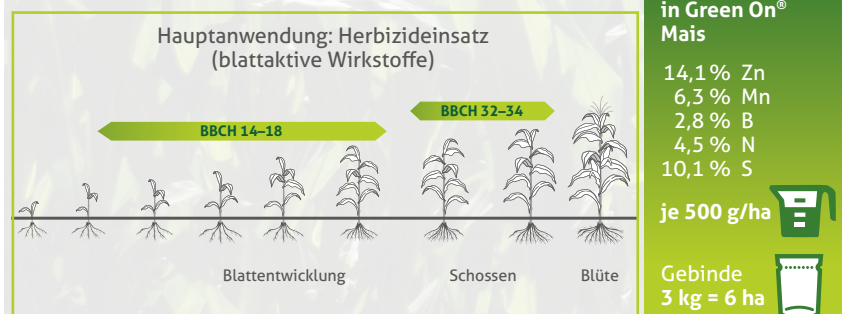 Hauptanwendung: Herbizideinsatz
(blattaktive Wirkstoffe)
BBCH 14–18
BBCH 32–34
Blattentwicklung
Schossen
Blüte
in Green On®
Mais
14,1 % Zn
6,3 % Mn
2,8 % B
4,5 % N
10,1 % S
je 500 g/ha
Gebinde
3 kg = 6 ha